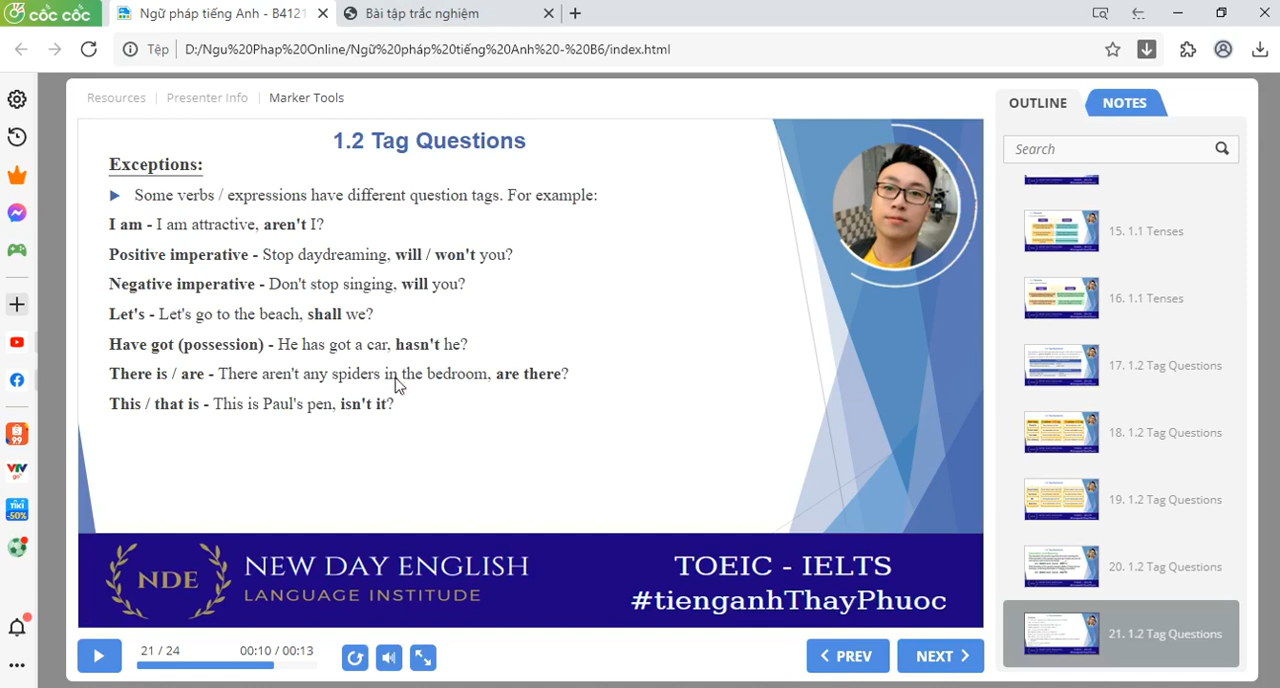 cốc cốc
Ngữ pháp tiếng Anh - B4121
Bài tập trắc nghiệm
Tệp
D:/Ngu%20Phap%20Online/Ngữ%20pháp%20tiếng%20Anh%20-%20B6/index.html
Resources
Presenter Info
Marker Tools
OUTLINE
NOTES
Search
1.2 Tag Questions
Exceptions:
Some verbs / expressions have different question tags. For example:
I am - I am attractive, aren't I?
Positive imperative - Stop daydreaming, will / won't you?
Negative imperative - Don't stop singing, will you?
Let's - Let's go to the beach, shall we?
Have got (possession) - He has got a car, hasn't he?
There is / are - There aren't any in the bedroom, are there?
This / that is - This is Paul's pen, isn't it?
15. 1.1 Tenses
16. 1.1 Tenses
17. 1.2 Tag Questions
18. 1.2 Tag Questions
19. 1.2 Tag Questions
20. 1.2 Tag Questions
21. 1.2 Tag Questions
NDE
NEW DAY ENGLISH
LANGUAGE INSTITUDE
TOEIC - IELTS
#tienganhThayPhuoc
21 / 24
00:10 / 00:13
PREV
NEXT
99
VTV
go
TIKI
-50%